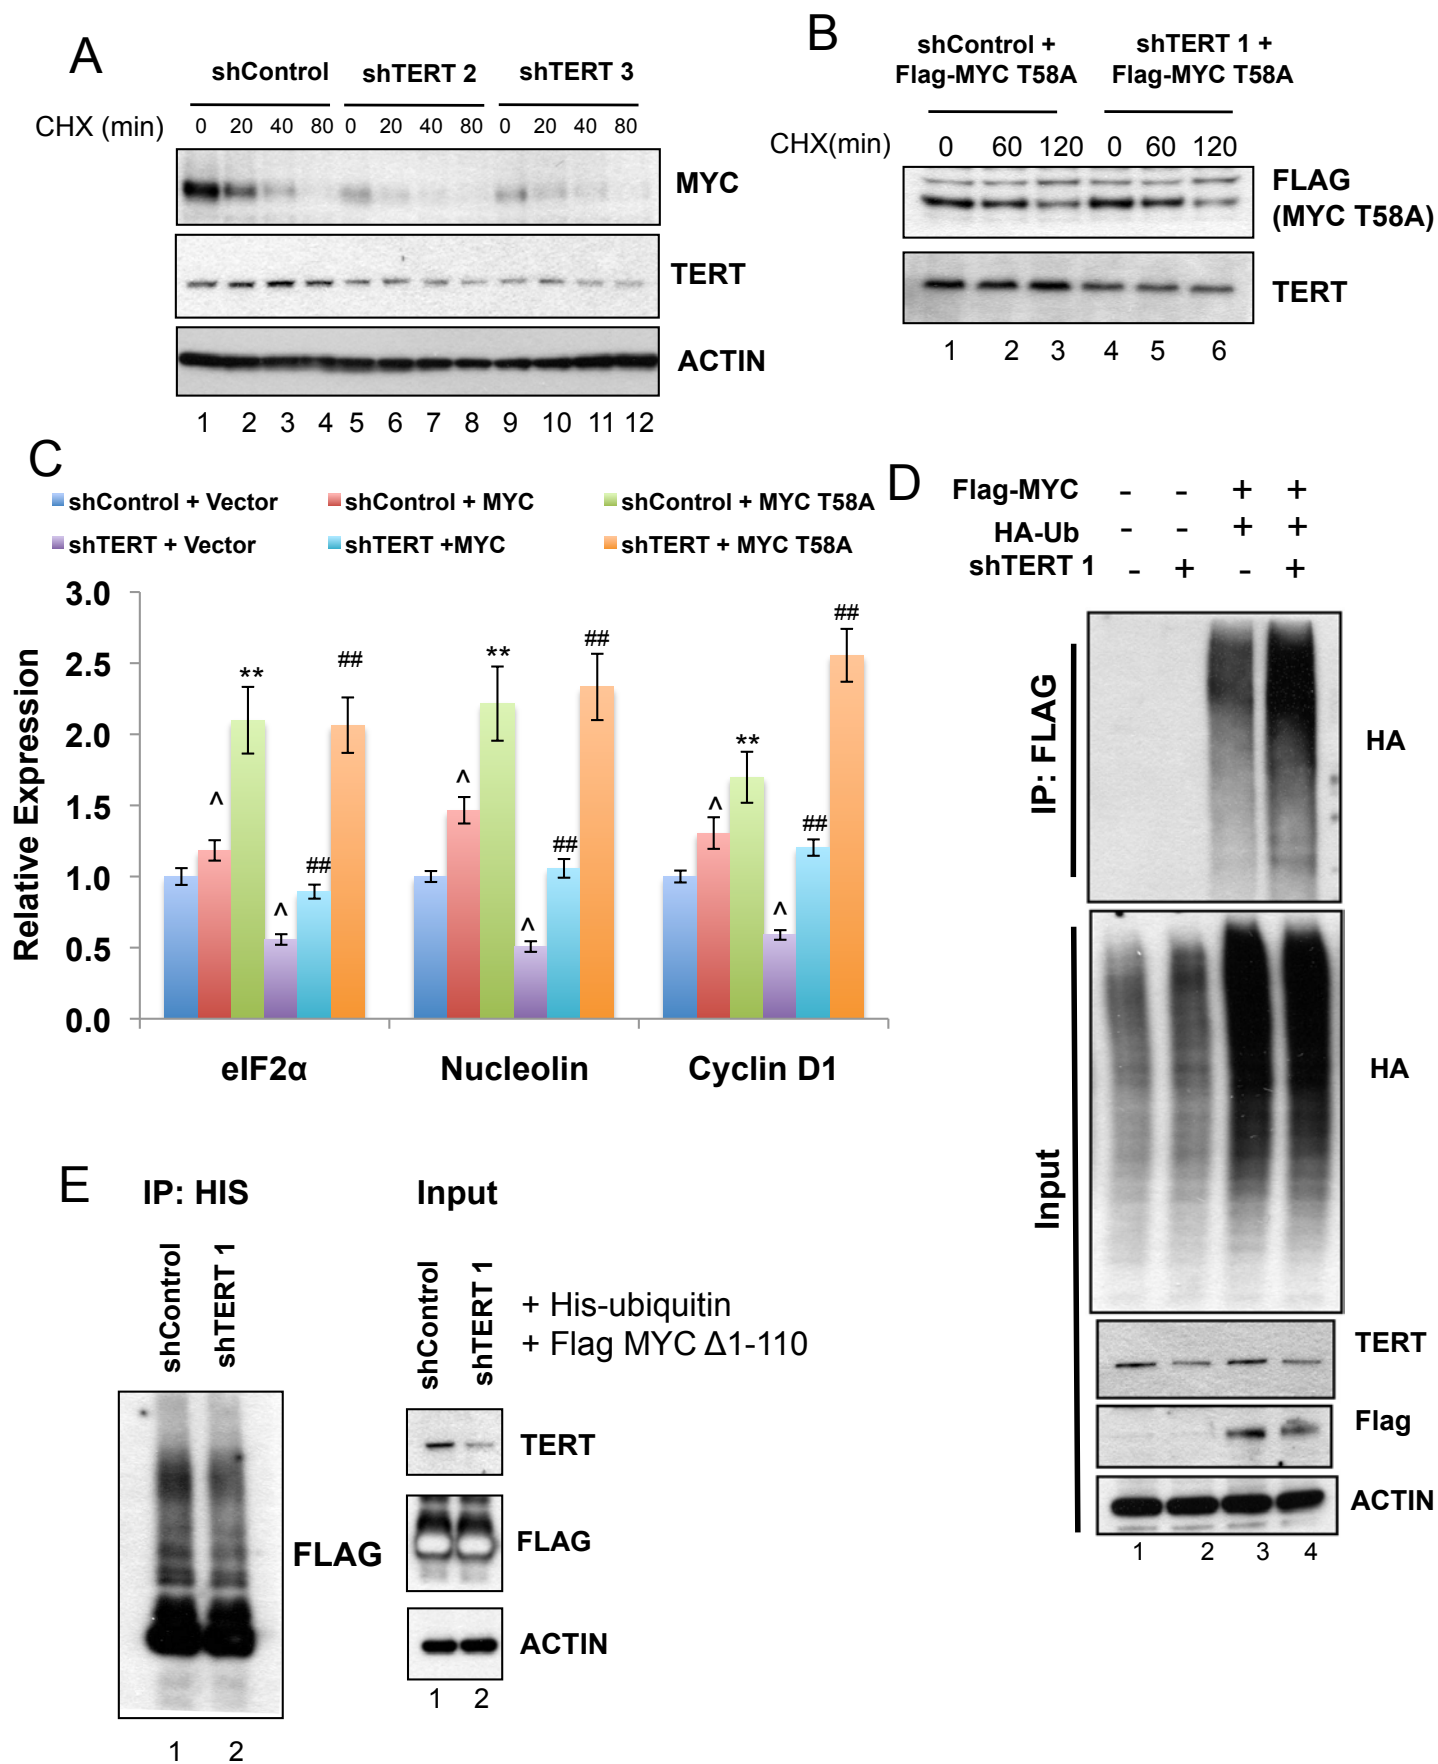 A
shControl shTERT 2 shTERT 3
CHX (min) 0 20 40 80 0 20 40 80 0 20 40 80
MYC
TERT
ACTIN
1 2 3 4 5 6 7 8 9 10 11 12
B
shControl + shTERT 1 +
Flag-MYC T58A Flag-MYC T58A
CHX(min) 0 60 120 0 60 120
FLAG
(MYC T58A)
TERT
1 2 3 4 5 6
C
shControl + Vector shControl + MYC shControl + MYC T58A
shTERT + Vector shTERT +MYC shTERT + MYC T58A
Relative Expression
3.0
2.5
2.0
1.5
1.0
0.5
0.0
^ ** ^ ## ##
^ ** ^ ## ##
^ ** ^ ## ##
eIF2α Nucleolin Cyclin D1
D
Flag-MYC - - + +
HA-Ub - - + +
shTERT 1 - + - +
IP: FLAG
HA
Input
HA
TERT
Flag
ACTIN
1 2 3 4
E
IP: HIS Input
shControl shTERT 1
shControl shTERT 1
+ His-ubiquitin
+ Flag MYC Δ1-110
FLAG
TERT
FLAG
ACTIN
1 2
1 2